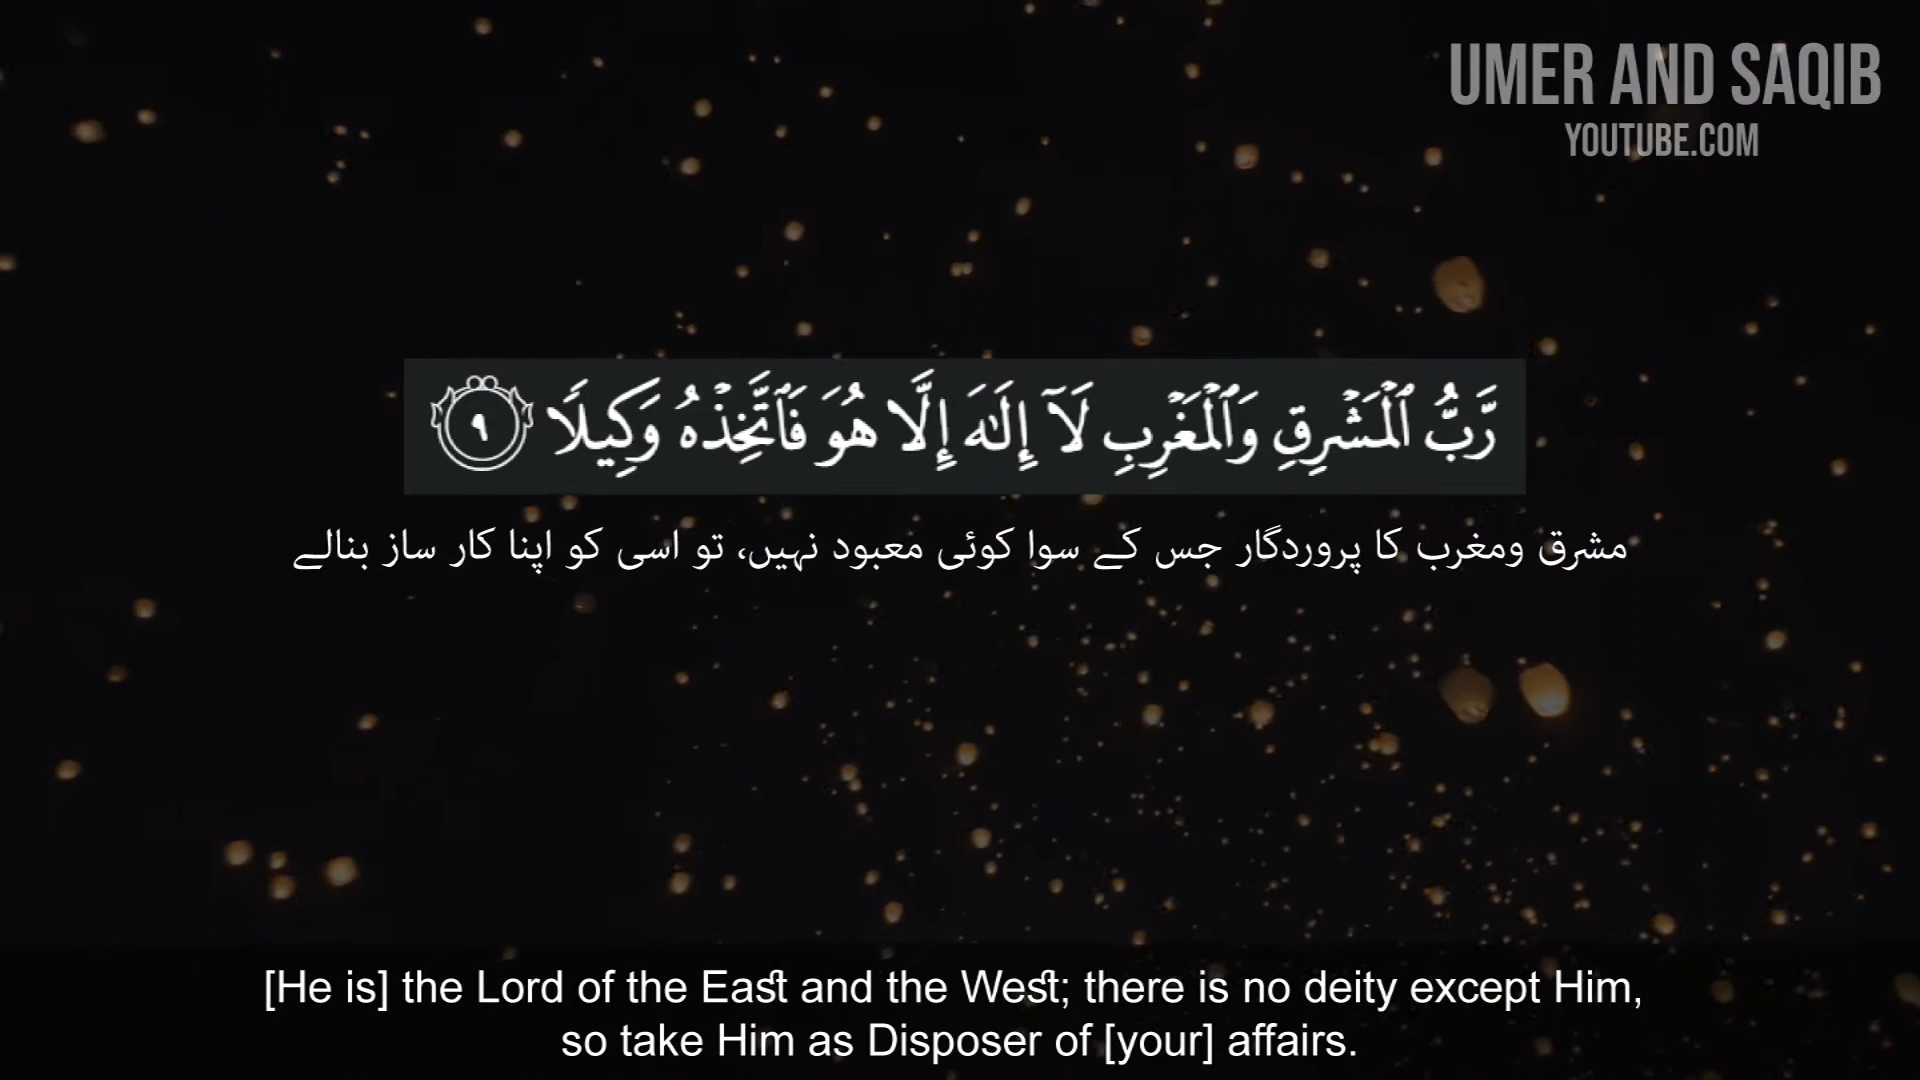 UMER AND SAQIB
YOUTUBE.COM
رَّبُّ ٱلْمَشْرِقِ وَٱلْمَغْرِبِ لَآ إِلَٰهَ إِلَّا هُوَ فَٱتَّخِذْهُ وَكِيلًا ٩
مشرق ومغرب کا پروردگار جس کے سوا کوئی معبود نہیں، تو اسی کو اپنا کار ساز بنالے
[He is] the Lord of the East and the West; there is no deity except Him,
so take Him as Disposer of [your] affairs.